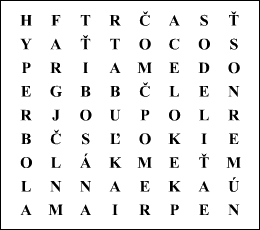 H F T R Č A S Ť
Y A Ť T O C O S
P R I A M E D O
E G B B Č L E N
R J O U P O L R
B Č S Ľ O K I E
O L Á K M E Ť M
L N N A E K A Ú
A M A I R P E N